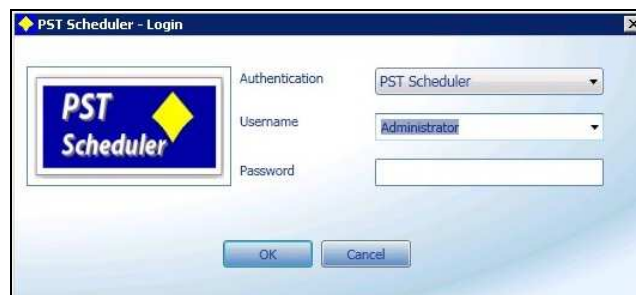 PST Scheduler - Login
PST
Scheduler
Authentication
PST Scheduler
Username
Administrator
Password
OK
Cancel